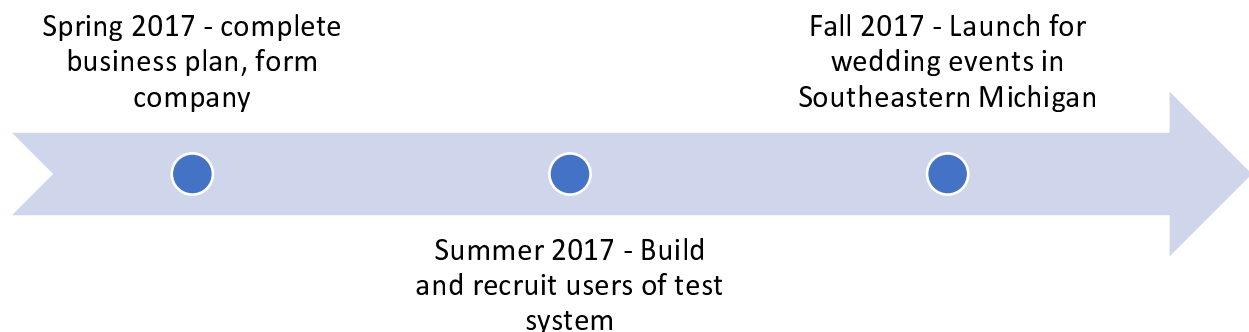 Spring 2017 - complete
business plan, form
company
Summer 2017 - Build
and recruit users of test
system
Fall 2017 - Launch for
wedding events in
Southeastern Michigan